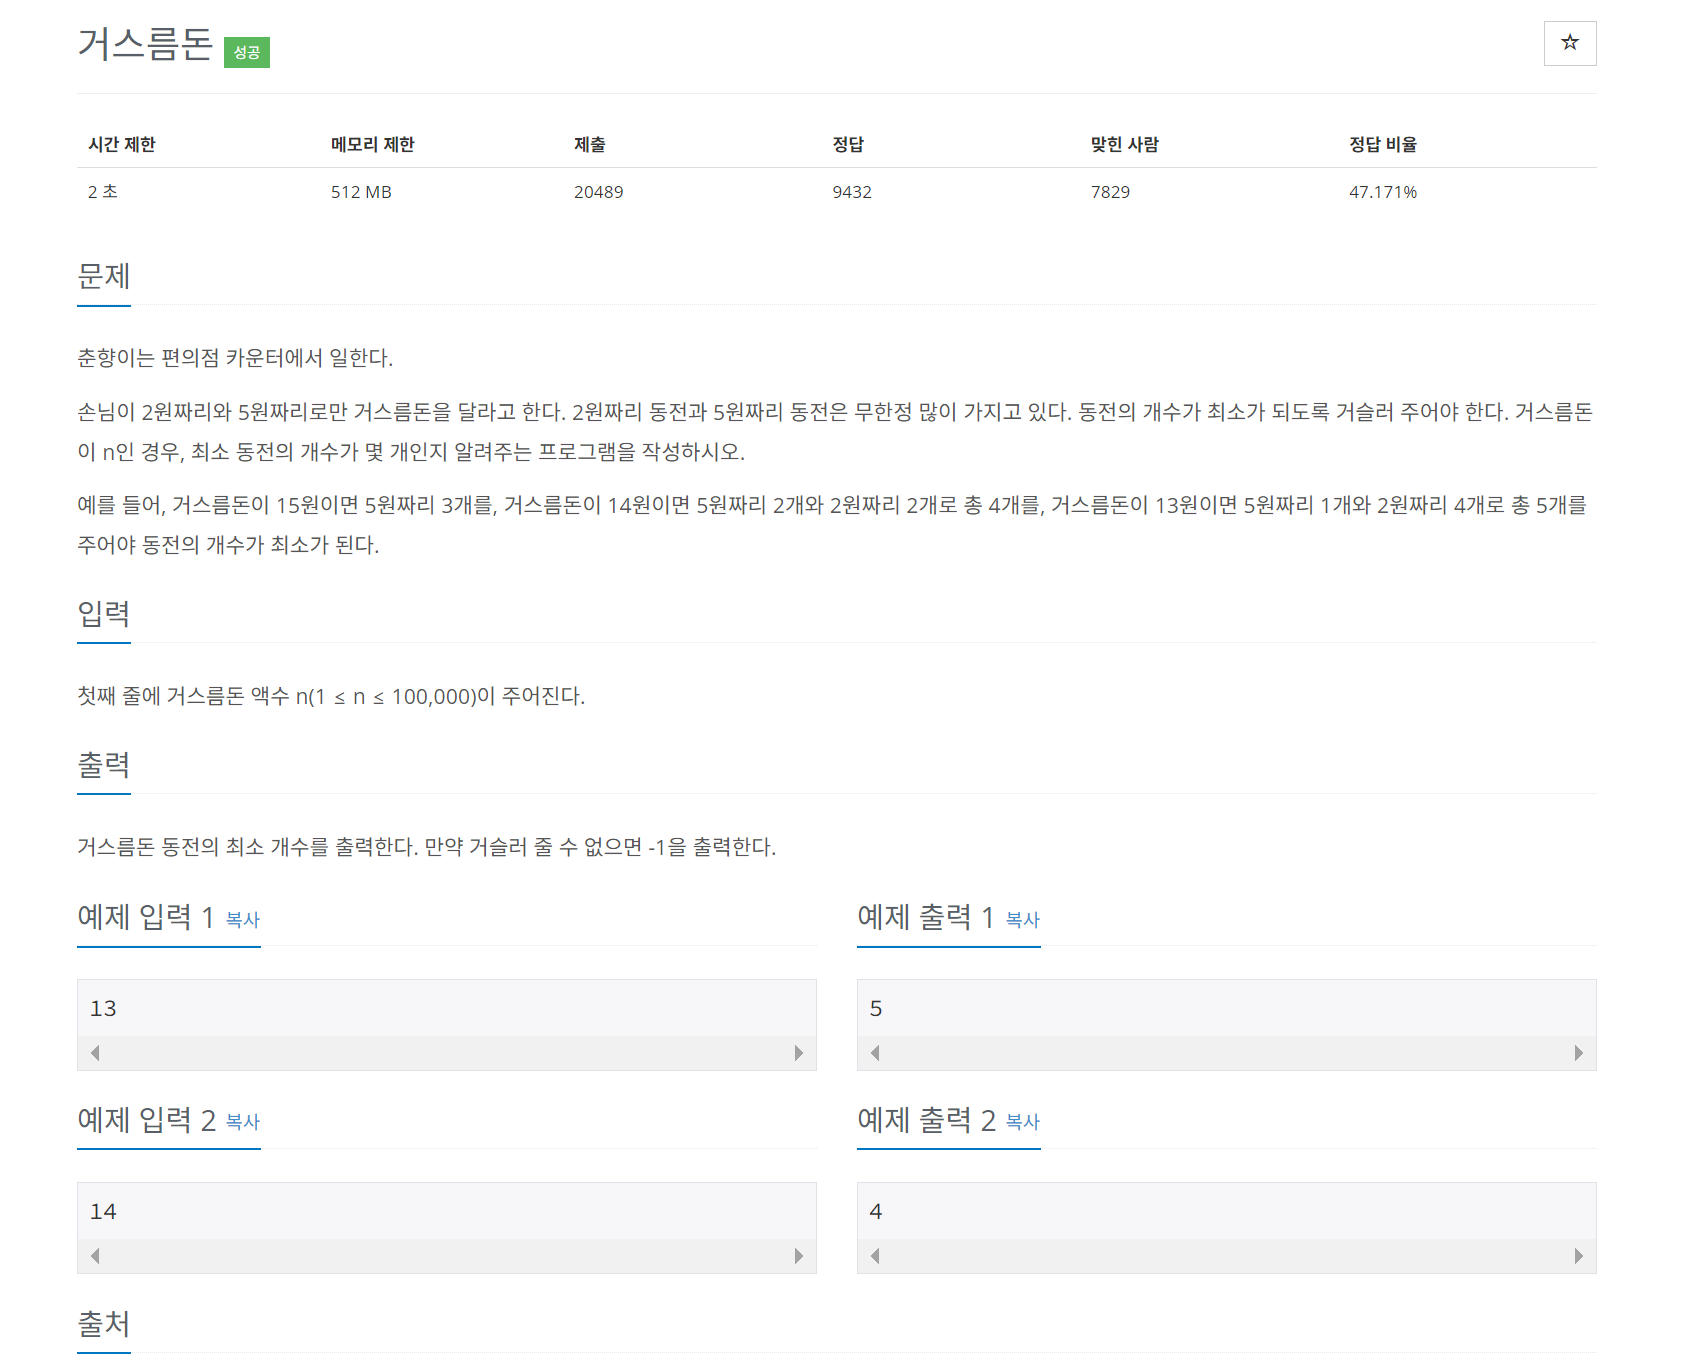 거스름돈 성공
☆
시간 제한 메모리 제한 제출 정답 맞힌 사람 정답 비율
2 초 512 MB 20489 9432 7829 47.171%
문제
춘향이는 편의점 카운터에서 일한다.
손님이 2원짜리와 5원짜리로만 거스름돈을 달라고 한다. 2원짜리 동전과 5원짜리 동전은 무한정 많이 가지고 있다. 동전의 개수가 최소가 되도록 거슬러 주어야 한다. 거스름돈
이 n인 경우, 최소 동전의 개수가 몇 개인지 알려주는 프로그램을 작성하시오.
예를 들어, 거스름돈이 15원이면 5원짜리 3개를, 거스름돈이 14원이면 5원짜리 2개와 2원짜리 2개로 총 4개를, 거스름돈이 13원이면 5원짜리 1개와 2원짜리 4개로 총 5개를
주어야 동전의 개수가 최소가 된다.
입력
첫째 줄에 거스름돈 액수 n(1 ≤ n ≤ 100,000)이 주어진다.
출력
거스름돈 동전의 최소 개수를 출력한다. 만약 거슬러 줄 수 없으면 -1을 출력한다.
예제 입력 1 복사
13
예제 출력 1 복사
5
예제 입력 2 복사
14
예제 출력 2 복사
4
출처